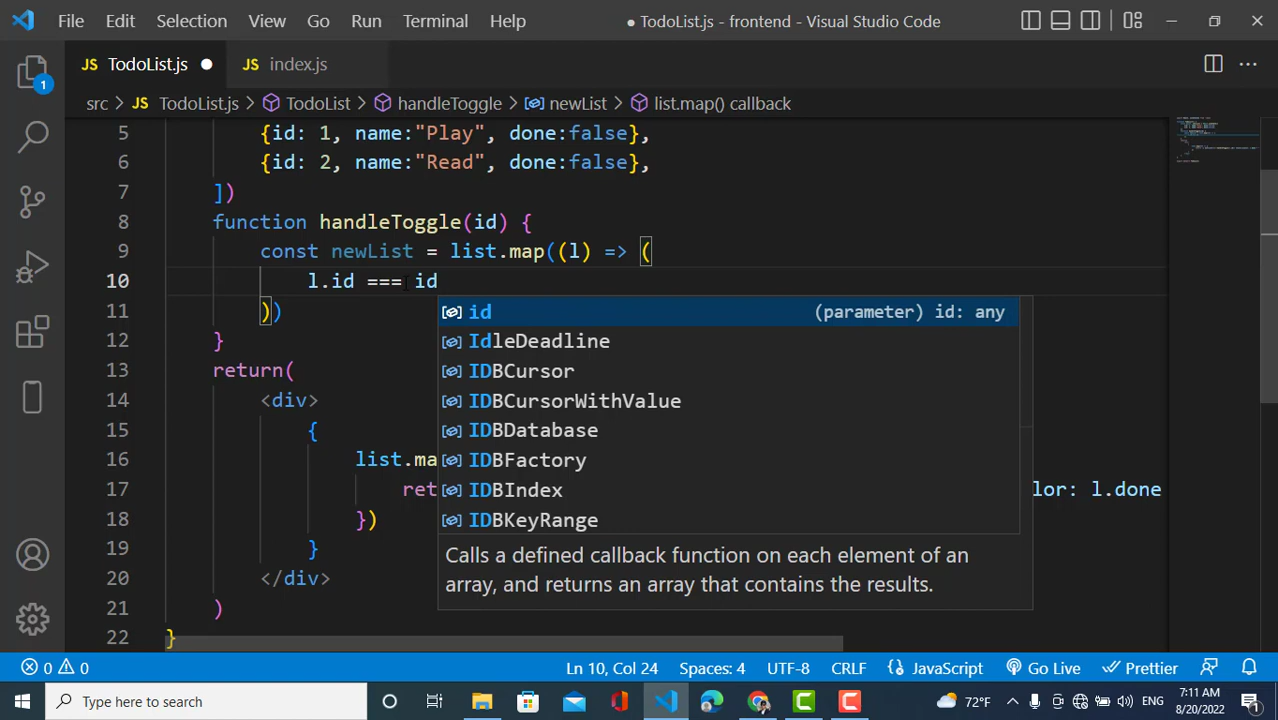 File Edit Selection View Go Run Terminal Help ● TodoList.js - frontend - Visual Studio Code
JS TodoList.js ● JS index.js
src > JS TodoList.js > TodoList > handleToggle > newList > list.map() callback
1
5 {id: 1, name:"Play", done:false},
6 {id: 2, name:"Read", done:false},
7 ])
8 function handleToggle(id) {
9 const newList = list.map((l) => (
10 l.id === id
11 ))
id (parameter) id: any
12 }
IdleDeadline
13 return(
IDBCursor
14 <div>
IDBCursorWithValue
15 {
IDBDatabase
16 list.ma
IDBFactory
17 ret lor: l.done
IDBIndex
18 })
IDBKeyRange
19 }
Calls a defined callback function on each element of an
20 </div>
array, and returns an array that contains the results.
21 )
22 }
0 0 Ln 10, Col 24 Spaces: 4 UTF-8 CRLF JavaScript Go Live Prettier
Type here to search 72°F ENG 7:11 AM 8/20/2022 1